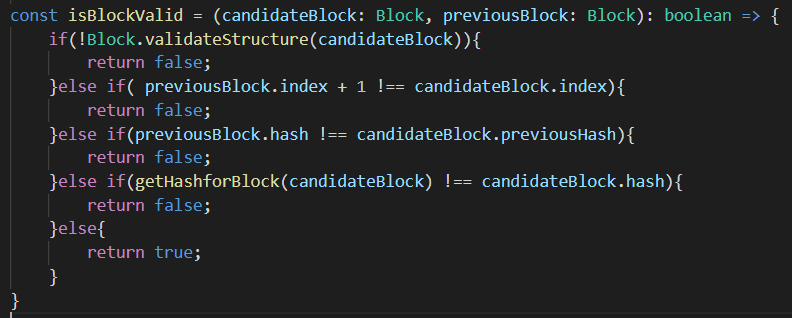 const isBlockValid = (candidateBlock: Block, previousBlock: Block): boolean => {
    if(!Block.validateStructure(candidateBlock)){
        return false;
    }else if( previousBlock.index + 1 !== candidateBlock.index){
        return false;
    }else if(previousBlock.hash !== candidateBlock.previousHash){
        return false;
    }else if(getHashforBlock(candidateBlock) !== candidateBlock.hash){
        return false;
    }else{
        return true;
    }
}